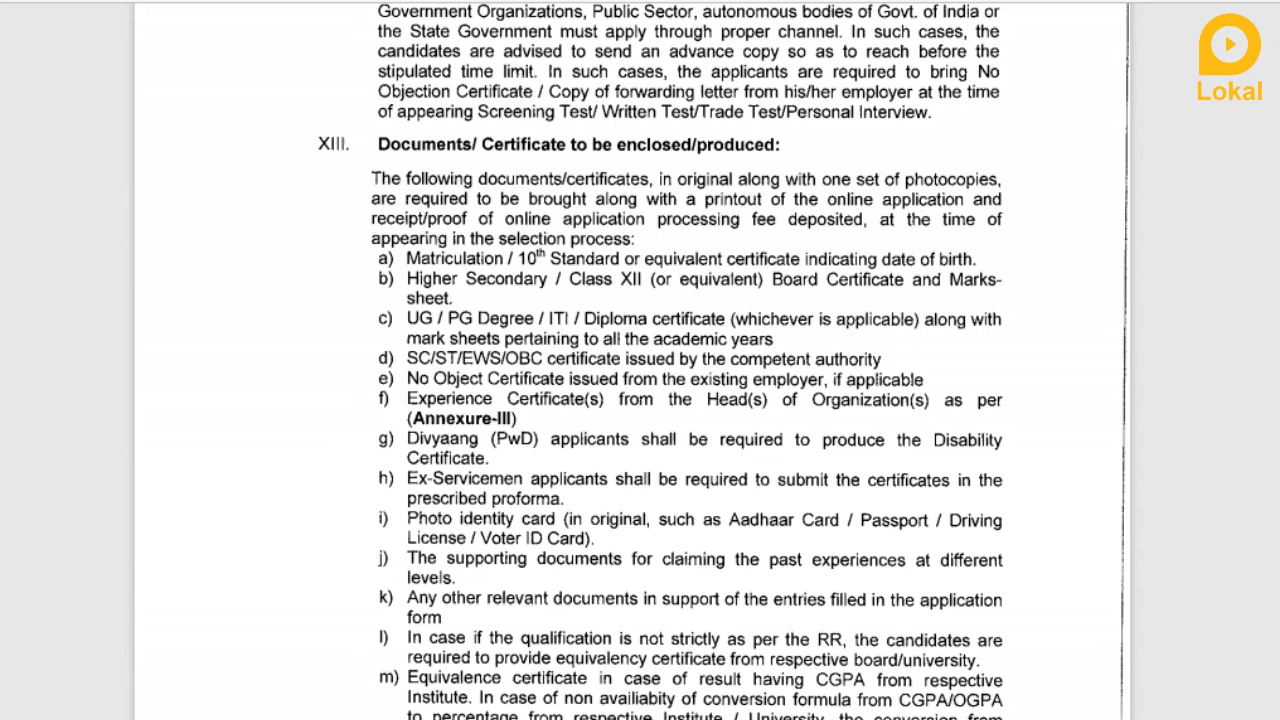 Government Organizations, Public Sector, autonomous bodies of Govt. of India or
the State Government must apply through proper channel. In such cases, the
candidates are advised to send an advance copy so as to reach before the
stipulated time limit. In such cases, the applicants are required to bring No
Objection Certificate / Copy of forwarding letter from his/her employer at the time
of appearing Screening Test/ Written Test/Trade Test/Personal Interview.
Lokal
XIII. Documents/ Certificate to be enclosed/produced:
The following documents/certificates, in original along with one set of photocopies,
are required to be brought along with a printout of the online application and
receipt/proof of online application processing fee deposited, at the time of
appearing in the selection process:
a) Matriculation / 10th Standard or equivalent certificate indicating date of birth.
b) Higher Secondary / Class XII (or equivalent) Board Certificate and Marks-
sheet.
c) UG / PG Degree / ITI / Diploma certificate (whichever is applicable) along with
mark sheets pertaining to all the academic years
d) SC/ST/EWS/OBC certificate issued by the competent authority
e) No Object Certificate issued from the existing employer, if applicable
f) Experience Certificate(s) from the Head(s) of Organization(s) as per
(Annexure-III)
g) Divyaang (PwD) applicants shall be required to produce the Disability
Certificate.
h) Ex-Servicemen applicants shall be required to submit the certificates in the
prescribed proforma.
i) Photo identity card (in original, such as Aadhaar Card / Passport / Driving
License / Voter ID Card).
j) The supporting documents for claiming the past experiences at different
levels.
k) Any other relevant documents in support of the entries filled in the application
form
l) In case if the qualification is not strictly as per the RR, the candidates are
required to provide equivalency certificate from respective board/university.
m) Equivalence certificate in case of result having CGPA from respective
Institute. In case of non availiabity of conversion formula from CGPA/OGPA
to percentage from respective Institute / University, the conversion from